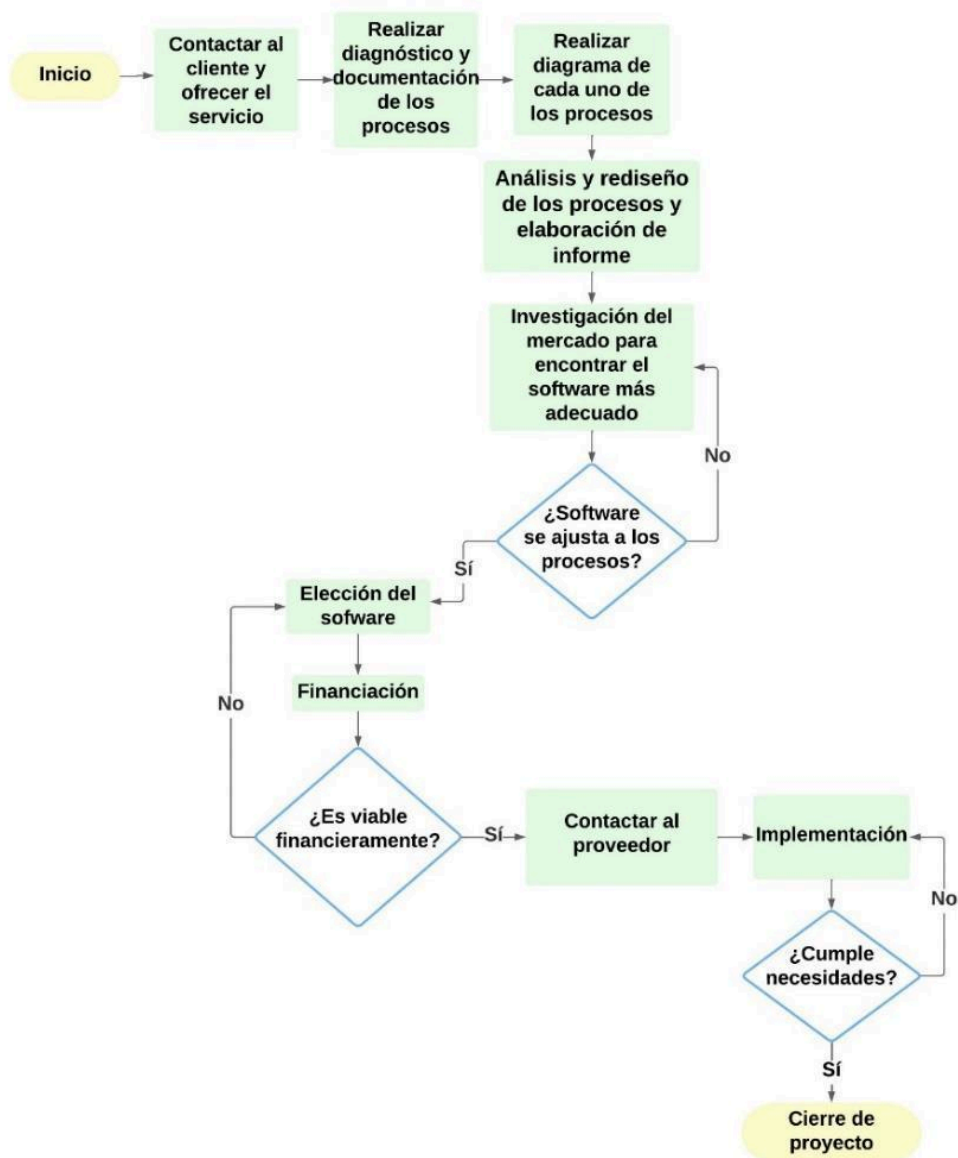 Inicio
Contactar al
cliente y
ofrecer el
servicio
Realizar
diagnóstico y
documentación
de los
procesos
Realizar
diagrama de
cada uno de
los procesos
Análisis y rediseño
de los procesos y
elaboración de
informe
Investigación del
mercado para
encontrar el
software más
adecuado
No
¿Software
se ajusta a los
procesos?
Sí
Elección del
sofware
Financiación
No
¿Es viable
financieramente?
Sí
Contactar al
proveedor
Implementación
No
¿Cumple
necesidades?
Sí
Cierre de
proyecto